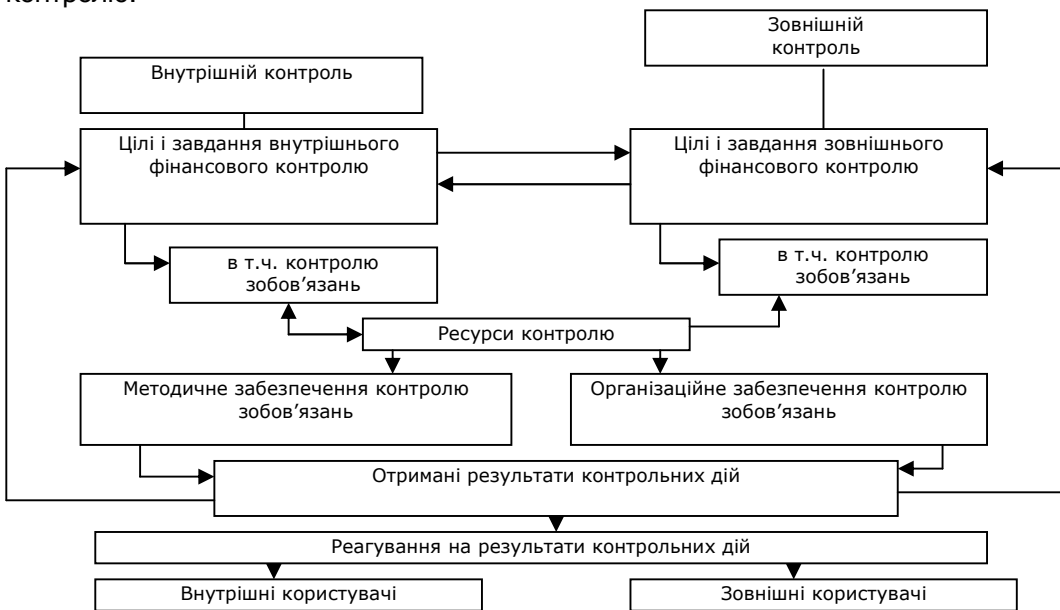 контролю.
Зовнішній
контроль
Внутрішній контроль
Цілі і завдання внутрішнього
фінансового контролю
Цілі і завдання зовнішнього
фінансового контролю
в т.ч. контролю
зобов’язань
в т.ч. контролю
зобов’язань
Ресурси контролю
Методичне забезпечення контролю
зобов’язань
Організаційне забезпечення контролю
зобов’язань
Отримані результати контрольних дій
Реагування на результати контрольних дій
Внутрішні користувачі
Зовнішні користувачі